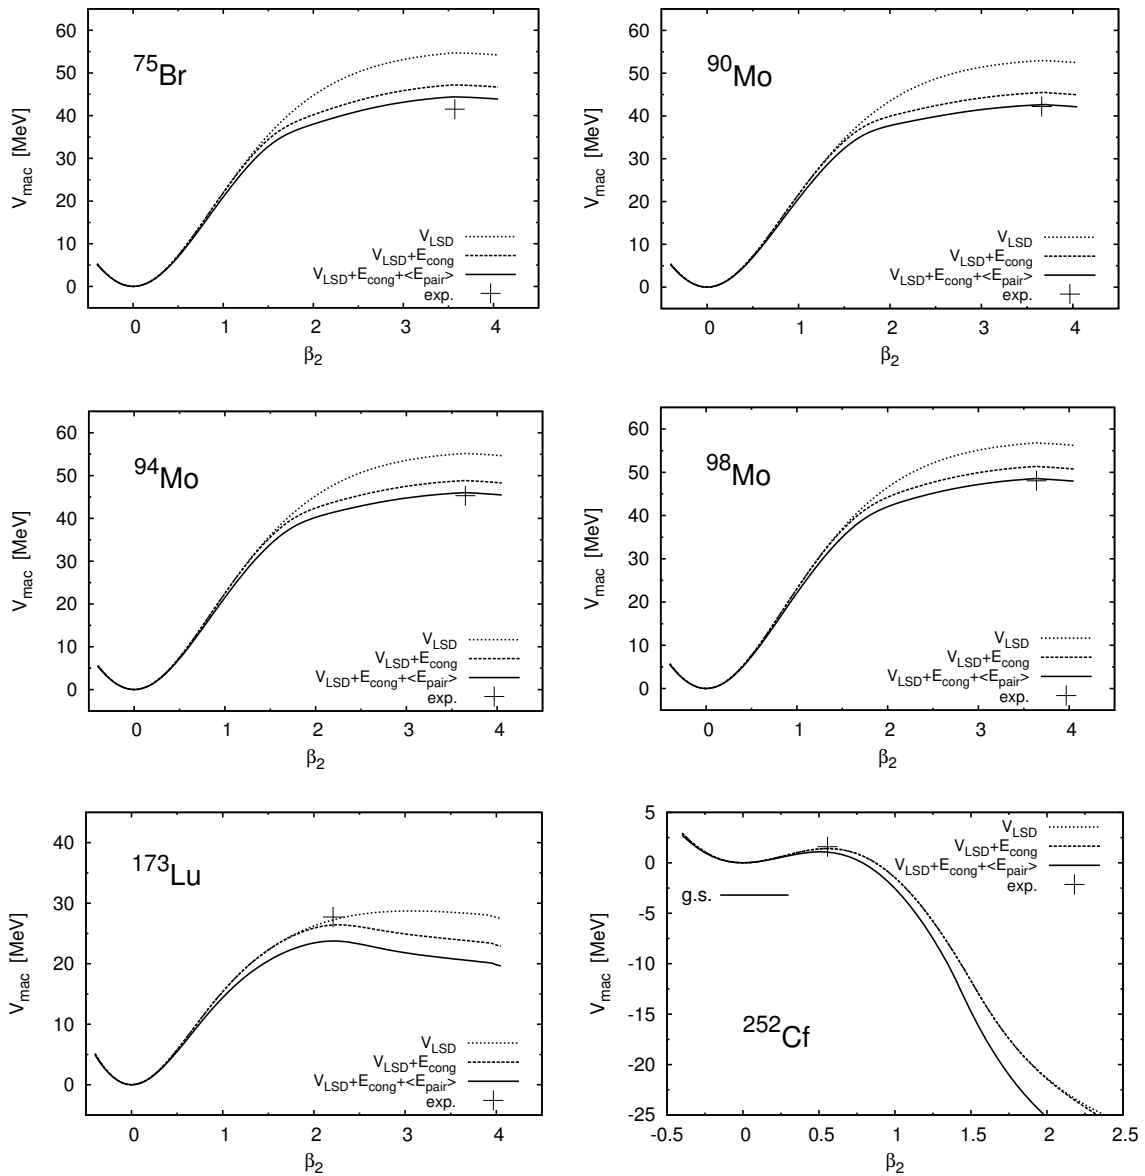 60
50
40
30
20
10
0
V_mac [MeV]
^75Br
V_LSD
V_LSD+E_cong
V_LSD+E_cong+<E_pair>
exp.
0 1 2 3 4
β_2
60
50
40
30
20
10
0
V_mac [MeV]
^90Mo
V_LSD
V_LSD+E_cong
V_LSD+E_cong+<E_pair>
exp.
0 1 2 3 4
β_2
60
50
40
30
20
10
0
V_mac [MeV]
^94Mo
V_LSD
V_LSD+E_cong
V_LSD+E_cong+<E_pair>
exp.
0 1 2 3 4
β_2
60
50
40
30
20
10
0
V_mac [MeV]
^98Mo
V_LSD
V_LSD+E_cong
V_LSD+E_cong+<E_pair>
exp.
0 1 2 3 4
β_2
40
30
20
10
0
V_mac [MeV]
^173Lu
V_LSD
V_LSD+E_cong
V_LSD+E_cong+<E_pair>
exp.
0 1 2 3 4
β_2
5
0
-5
-10
-15
-20
-25
V_mac [MeV]
V_LSD
V_LSD+E_cong
V_LSD+E_cong+<E_pair>
exp.
g.s.
^252Cf
-0.5 0 0.5 1 1.5 2 2.5
β_2